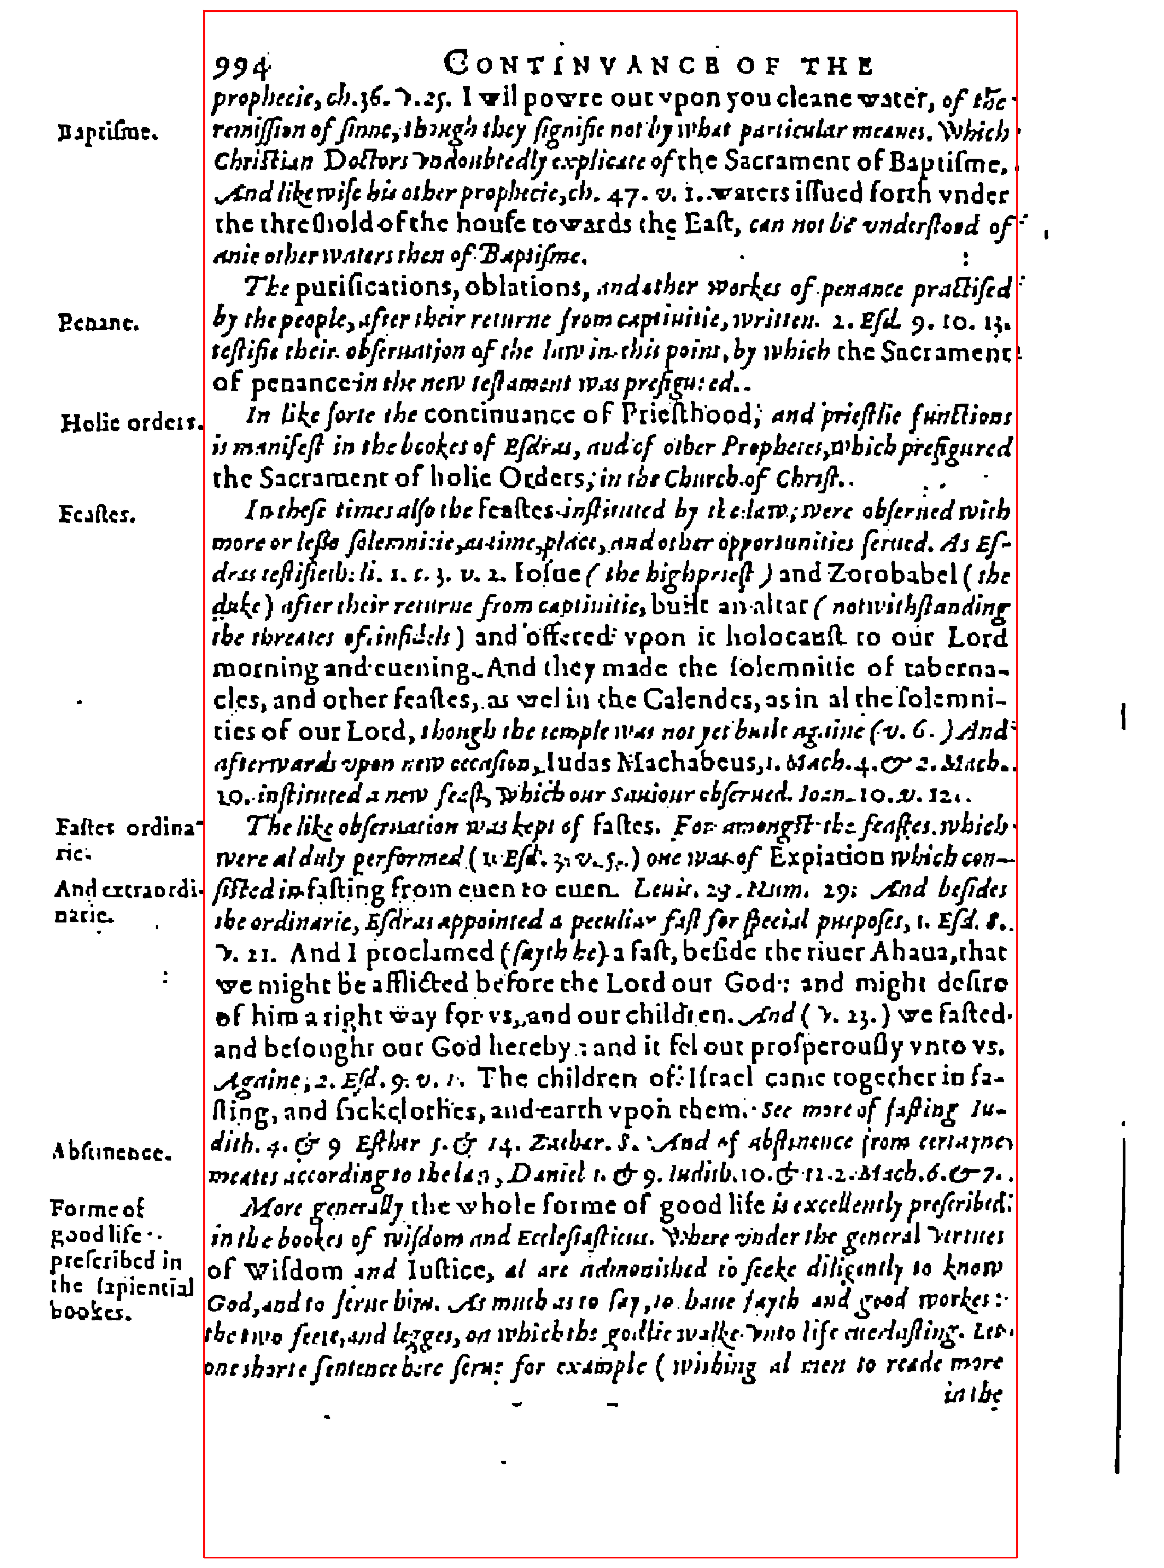 994 CONTINVANCE OF THE
prophecie, ch. 36. v. 25. I wil powre out vpon you cleane water, of the
Baptiſme.
remiſſion of ſinne, though they ſignifie not by what particular meanes. Which
Chriſtian Doctors vndoubtedly explicate of the Sacrament of Baptiſme.
And likewiſe his other prophecie, ch. 47. v. 1. waters iſſued forth vnder
the threſhold of the houſe towards the Eaſt, can not be vnderſtood of
anie other waters then of Baptiſme.
The purifications, oblations, and other workes of penance practiſed
Penane.
by the people, after their returne from captiuitie, written. 2. Eſd. 9. 10. 13.
teſtifie their obſeruation of the law in this point, by which the Sacrament
of penance in the new teſtament was prefigured.
Holie orders.
In like ſorte the continuance of Prieſthood, and prieſtlie functions
is manifeſt in the bookes of Eſdras, and of other Prophetes, which prefigured
the Sacrament of holie Orders, in the Church of Chriſt.
Feaſtes.
In theſe times alſo the feaſtes inſtituted by the law, were obſerued with
more or leſſe ſolemnitie, as time, place, and other opportunities ſerued. As Eſ-
dras teſtifieth: li. 1. c. 3. v. 2. Ioſue (the highprieſt) and Zorobabel (the
duke) after their returne from captiuitie, built an altar (notwithſtanding
the threates of infidels) and offered vpon it holocauſt to our Lord
morning and euening. And they made the ſolemnitie of taberna-
cles, and other feaſtes, as wel in the Calendes, as in al the ſolemni-
ties of our Lord, though the temple was not yet built againe (v. 6.) And
afterwards vpon new occaſion, Iudas Machabeus, 1. Mach. 4. & 2. Mach.
10. inſtituted a new feaſt, which our Sauiour obſerued. Ioan. 10. v. 12.
Faſtes ordina-
rie.
The like obſeruation was kept of faſtes. For amongſt the feaſtes which
were al duly performed (1. Eſd. 3. v. 5.) one was of Expiation which con-
And extraordi-
narie.
ſiſted in faſting from euen to euen. Leuit. 23. Num. 29: And beſides
the ordinarie, Eſdras appointed a peculiar faſt for ſpecial purpoſes, 1. Eſd. 8.
v. 21. And I proclamed (ſayth he) a faſt, beſide the riuer Ahaua, that
we might be afflicted before the Lord our God: and might deſire
of him a right way for vs, and our children. And (v. 23.) we faſted
and beſought our God hereby: and it fel out proſperouſly vnto vs.
Againe, 2. Eſd. 9. v. 1. The children of Iſrael came together in fa-
ſting, and ſackclothes, and earth vpon them. See more of faſting Iu-
dith. 4. & 9 Eſther 5. & 14. Zachar. 8. And of abſtinence from certayne
Abſtinence.
meates according to the law, Daniel 1. & 9. Iudith. 10. & 12. 2. Mach. 6. & 7.
Forme of
good life
preſcribed in
the ſapiential
bookes.
More generally the whole forme of good life is excellently preſcribed
in the bookes of wiſdom and Eccleſiaſticus. Where vnder the general vertues
of Wiſdom and Iuſtice, al are admoniſhed to ſeeke diligently to know
God, and to ſerue him. As much as to ſay, to haue fayth and good workes:
the two feete, and legges, on which the godlie walke vnto life euerlaſting. Let
one shorte ſentence here ſerue for example (wiſhing al men to reade more
in the